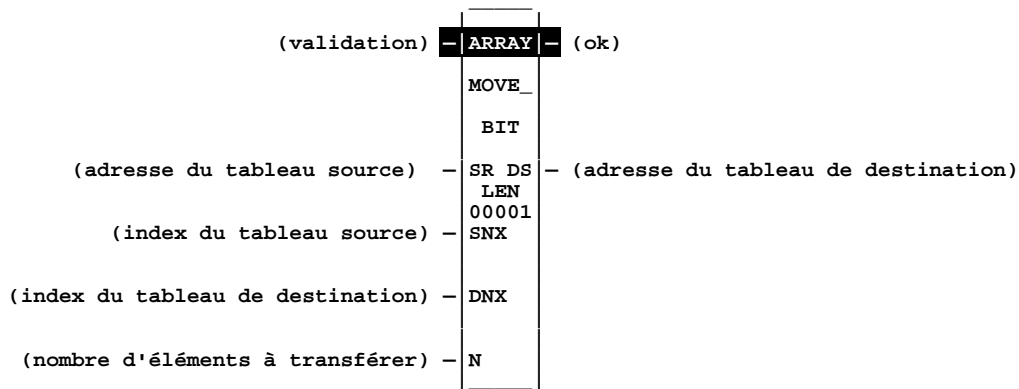 (validation) – ARRAY – (ok)
MOVE_
BIT
(adresse du tableau source) – SR DS – (adresse du tableau de destination)
LEN
00001
(index du tableau source) – SNX
(index du tableau de destination) – DNX
(nombre d'éléments à transférer) – N